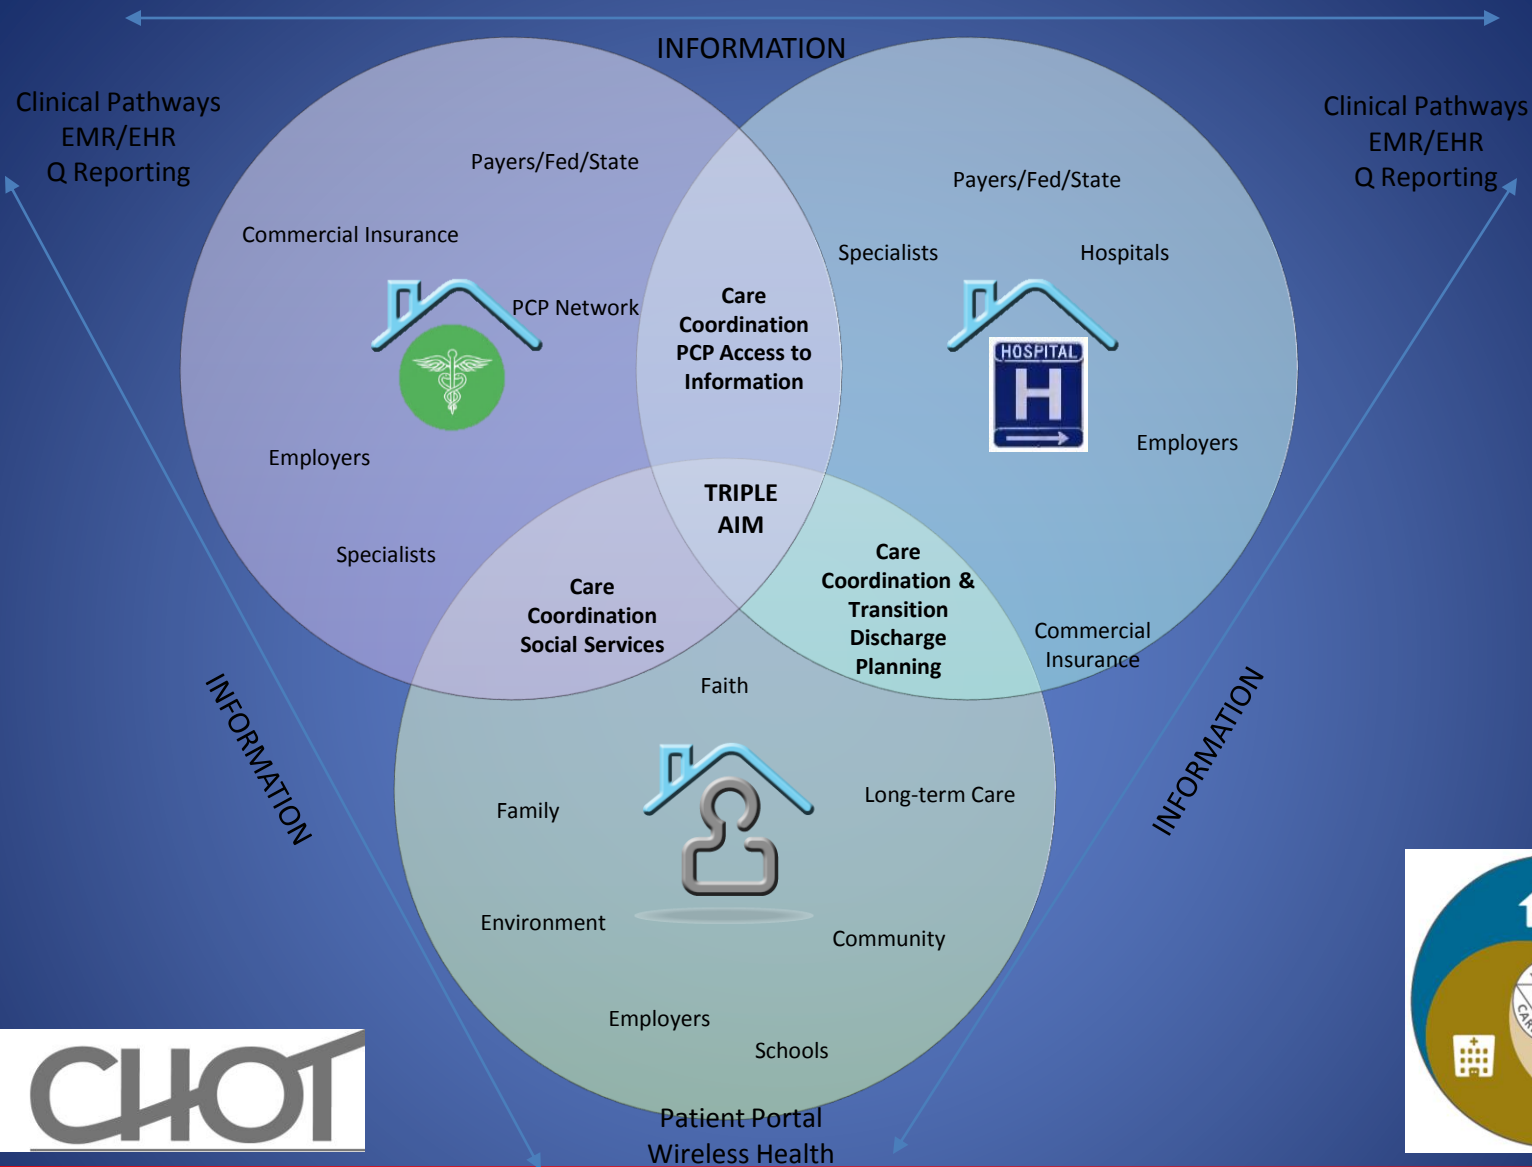 INFORMATION
Clinical Pathways
EMR/EHR
Q Reporting
Clinical Pathways
EMR/EHR
Q Reporting
Payers/Fed/State
Commercial Insurance
PCP Network
Employers
Specialists
Care
Coordination
PCP Access to
Information
Payers/Fed/State
Specialists
Hospitals
HOSPITAL
H
Employers
Commercial
Insurance
TRIPLE
AIM
Care
Coordination
Social Services
Care
Coordination &
Transition
Discharge
Planning
INFORMATION
INFORMATION
Faith
Family
Long-term Care
Environment
Community
Employers
Schools
Patient Portal
Wireless Health
CHOT